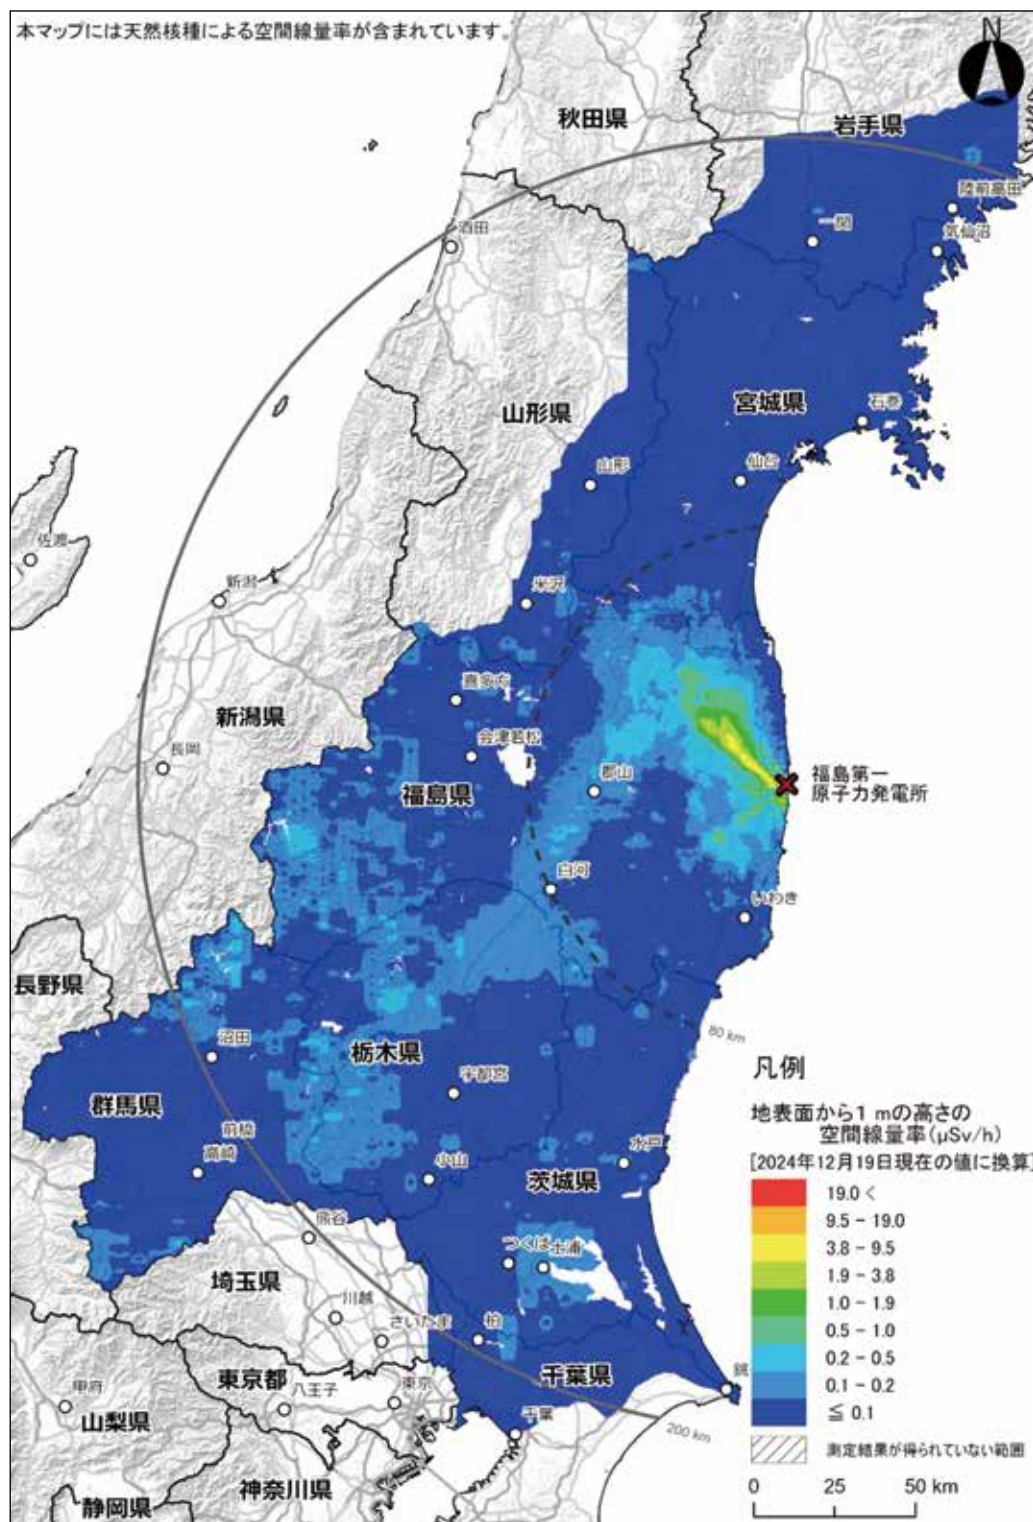 本マップには天然核種による空間線量率が含まれています。
N
秋田県
岩手県
陸前高田
一関
気仙沼
酒田
山形県
宮城県
石巻
山形
仙台
佐渡
新潟
米沢
喜多方
新潟県
会津若松
長岡
福島県
郡山
福島第一
原子力発電所
白河
いわき
長野県
80 km
沼田
栃木県
宇都宮
群馬県
前橋
高崎
小山
水戸
茨城県
熊谷
つくば
土浦
埼玉県
川越
さいたま
柏
東京都
千葉県
八王子
東京
銚
甲府
山梨県
千葉
200 km
神奈川県
静岡県
凡例
地表面から1 mの高さの
空間線量率(μSv/h)
[2024年12月19日現在の値に換算]
19.0 <
9.5 - 19.0
3.8 - 9.5
1.9 - 3.8
1.0 - 1.9
0.5 - 1.0
0.2 - 0.5
0.1 - 0.2
≦ 0.1
測定結果が得られていない範囲
0 25 50 km